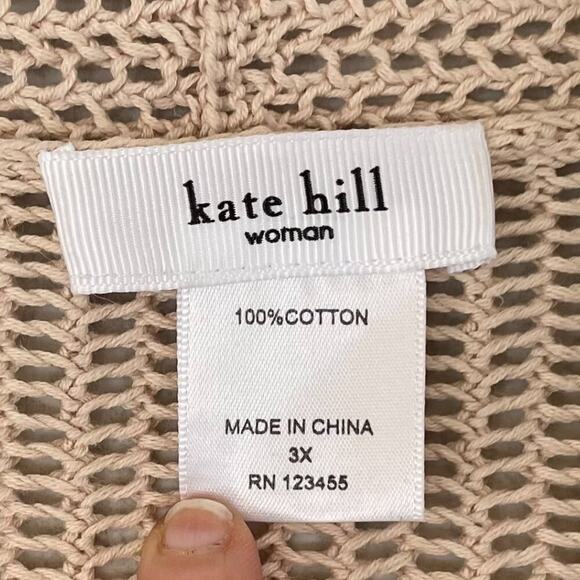 kate hill
woman
100%COTTON
MADE IN CHINA
3X
RN 123455